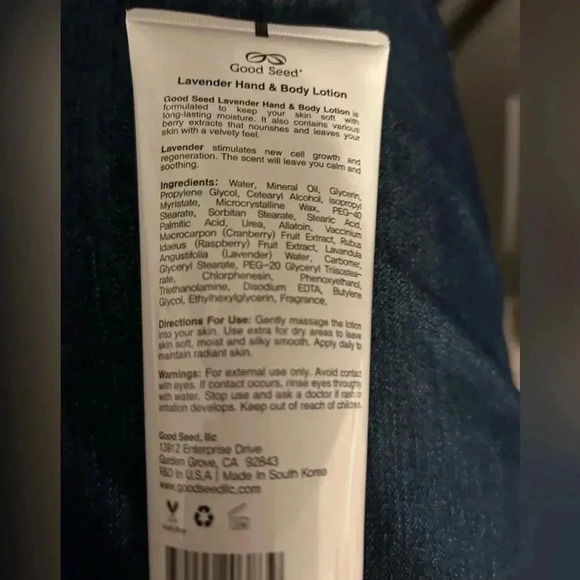 Good Seed
Lavender Hand & Body Lotion
Good Seed Lavender Hand & Body Lotion is
formulated to keep your skin soft with
long-lasting moisture. It also contains various
berry extracts that nourishes and leaves your
skin with a velvety feel.
Lavender stimulates new cell growth and
regeneration. The scent will leave you calm and
soothing.
Ingredients: Water, Mineral Oil, Glycerin,
Propylene Glycol, Cetearyl Alcohol, Isopropyl
Myristate, Microcrystalline Wax, PEG-40
Stearate, Sorbitan Stearate, Stearic Acid,
Palmitic Acid, Urea, Allatoin, Vaccinium
Macrocarpon (Cranberry) Fruit Extract, Rubus
Idaeus (Raspberry) Fruit Extract, Lavandula
Angustifolia (Lavender) Water, Carbomer,
Glyceryl Stearate, PEG-20 Glyceryl Triisostea-
rate, Chlorphenesin, Phenoxyethanol,
Triethanolamine, Disodium EDTA, Butylene
Glycol, Ethylhexylglycerin, Fragrance,
Directions For Use: Gently massage the lotion
into your skin. Use extra for dry areas to leave
skin soft, moist and silky smooth. Apply daily to
maintain radiant skin.
Warnings: For external use only. Avoid contact
with eyes. If contact occurs, rinse eyes throughly
with water. Stop use and ask a doctor if rash or
irritation develops. Keep out of reach of children.
Good Seed, llc
13912 Enterprise Drive
Garden Grove, CA 92843
R&D In U.S.A | Made In South Korea
www.goodseedllc.com